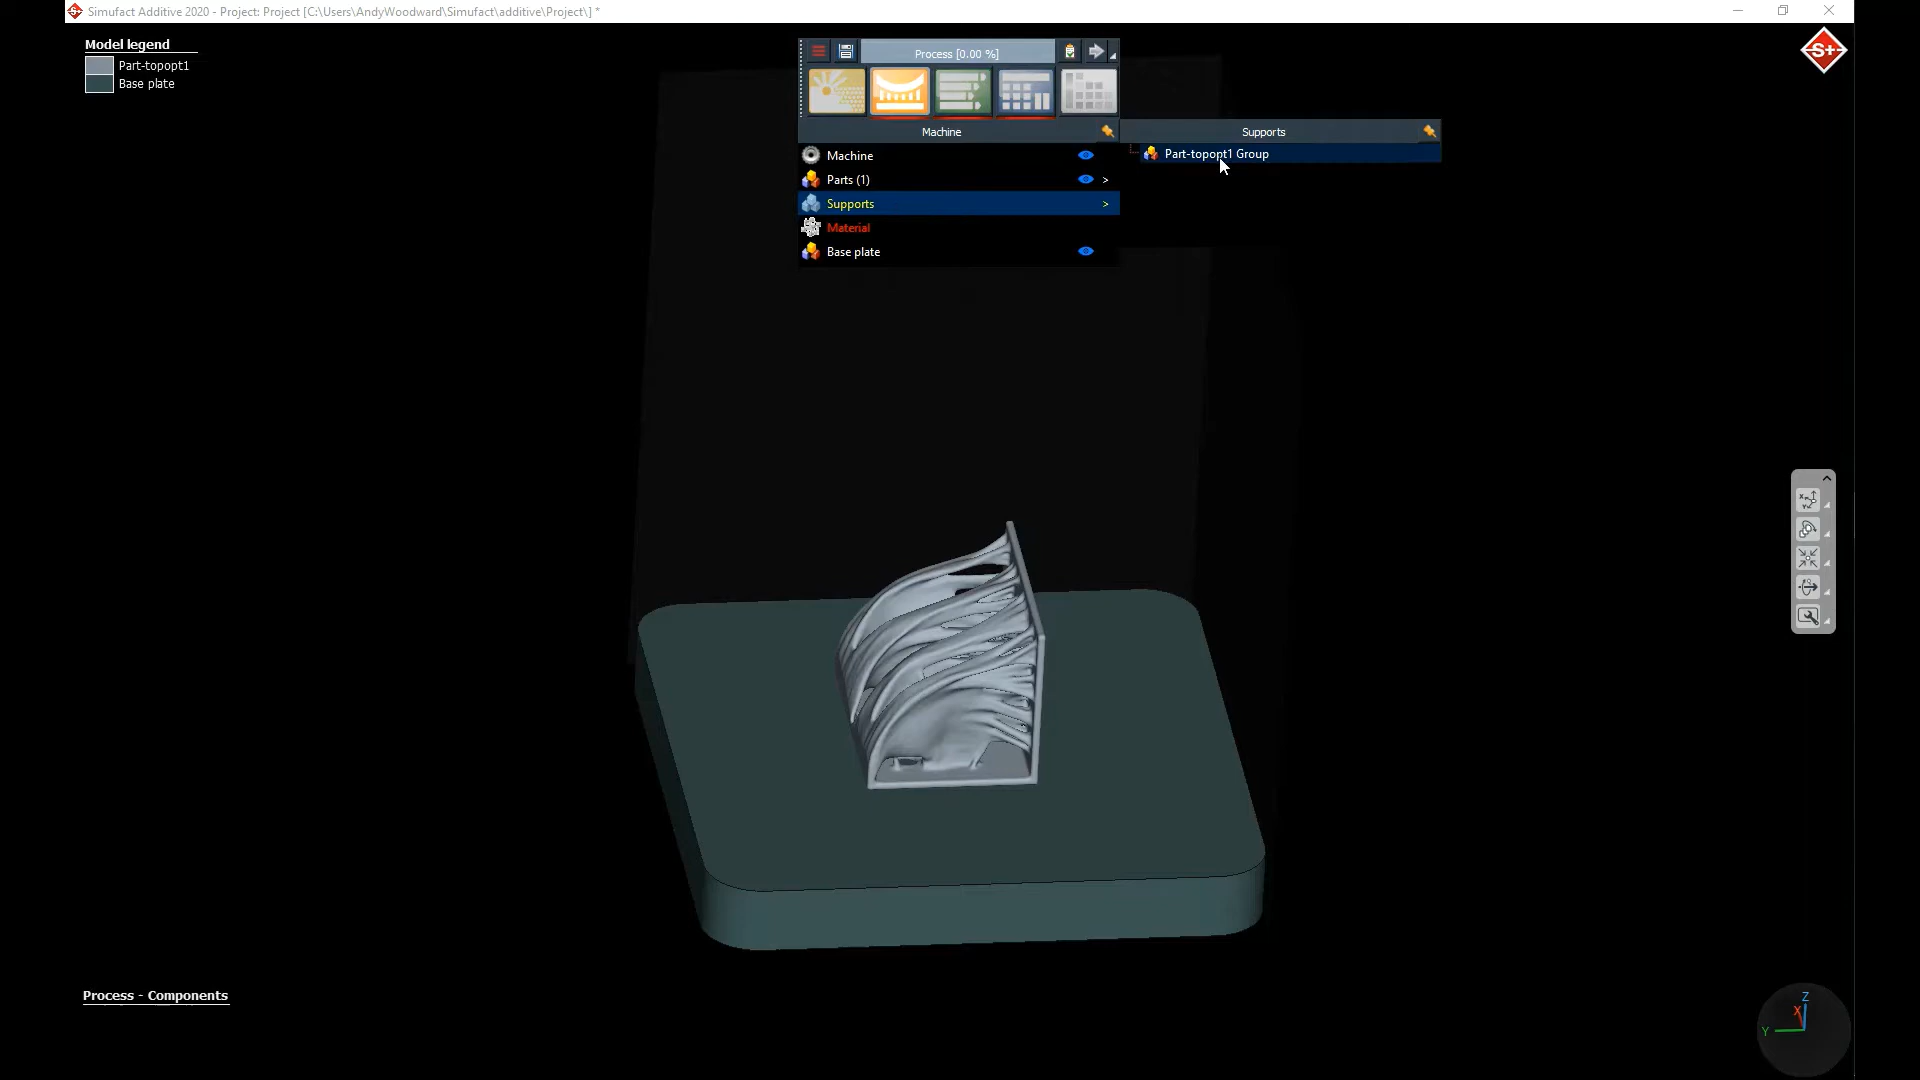 Simufact Additive 2020 - Project: Project [C:\Users\AndyWoodward\Simufact\additive\Project\] *
Model legend
Part-topopt1
Base plate
Process [0.00 %]
Machine
Supports
Machine
Parts (1)
>
Supports
>
Material
Base plate
Part-topopt1 Group
S+
Process - Components
Z
X
Y